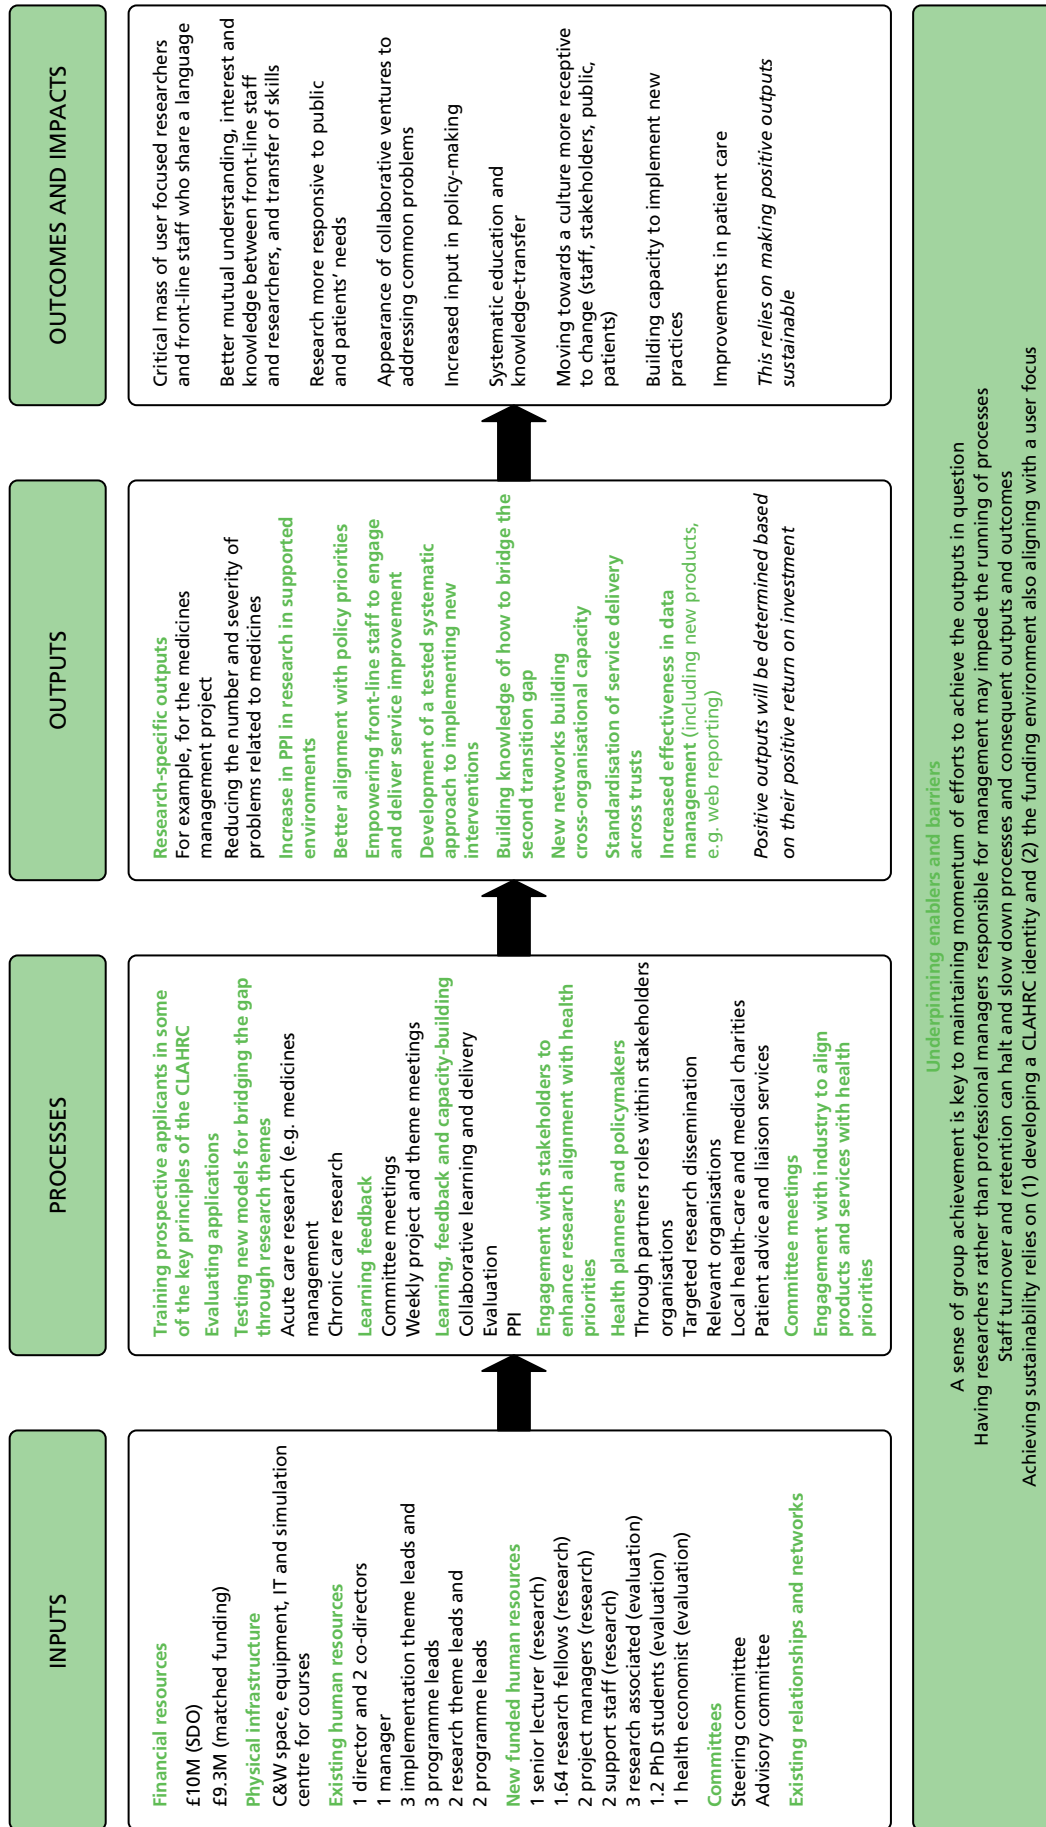 INPUTS
Financial resources
£10M (SDO)
£9.3M (matched funding)
Physical infrastructure
C&W space, equipment, IT and simulation
centre for courses
Existing human resources
1 director and 2 co-directors
1 manager
3 implementation theme leads and
3 programme leads
2 research theme leads and
2 programme leads
New funded human resources
1 senior lecturer (research)
1.64 research fellows (research)
2 project managers (research)
2 support staff (research)
3 research associated (evaluation)
1.2 PhD students (evaluation)
1 health economist (evaluation)
Committees
Steering committee
Advisory committee
Existing relationships and networks
PROCESSES
Training prospective applicants in some
of the key principles of the CLAHRC
Evaluating applications
Testing new models for bridging the gap
through research themes
Acute care research (e.g. medicines
management
Chronic care research
Learning feedback
Committee meetings
Weekly project and theme meetings
Learning, feedback and capacity-building
Collaborative learning and delivery
Evaluation
PPI
Engagement with stakeholders to
enhance research alignment with health
priorities
Health planners and policymakers
Through partners roles within stakeholders
organisations
Targeted research dissemination
Relevant organisations
Local health-care and medical charities
Patient advice and liaison services
Committee meetings
Engagement with industry to align
products and services with health
priorities
OUTPUTS
Research-specific outputs
For example, for the medicines
management project
Reducing the number and severity of
problems related to medicines
Increase in PPI in research in supported
environments
Better alignment with policy priorities
Empowering front-line staff to engage
and deliver service improvement
Development of a tested systematic
approach to implementing new
interventions
Building knowledge of how to bridge the
second transition gap
New networks building
cross-organisational capacity
Standardisation of service delivery
across trusts
Increased effectiveness in data
management (including new products,
e.g. web reporting)
Positive outputs will be determined based
on their positive return on investment
OUTCOMES AND IMPACTS
Critical mass of user focused researchers
and front-line staff who share a language
Better mutual understanding, interest and
knowledge between front-line staff
and researchers, and transfer of skills
Research more responsive to public
and patients' needs
Appearance of collaborative ventures to
addressing common problems
Increased input in policy-making
Systematic education and
knowledge-transfer
Moving towards a culture more receptive
to change (staff, stakeholders, public,
patients)
Building capacity to implement new
practices
Improvements in patient care
This relies on making positive outputs
sustainable
Underpinning enablers and barriers
A sense of group achievement is key to maintaining momentum of efforts to achieve the outputs in question
Having researchers rather than professional managers responsible for management may impede the running of processes
Staff turnover and retention can halt and slow down processes and consequent outputs and outcomes
Achieving sustainability relies on (1) developing a CLAHRC identity and (2) the funding environment also aligning with a user focus